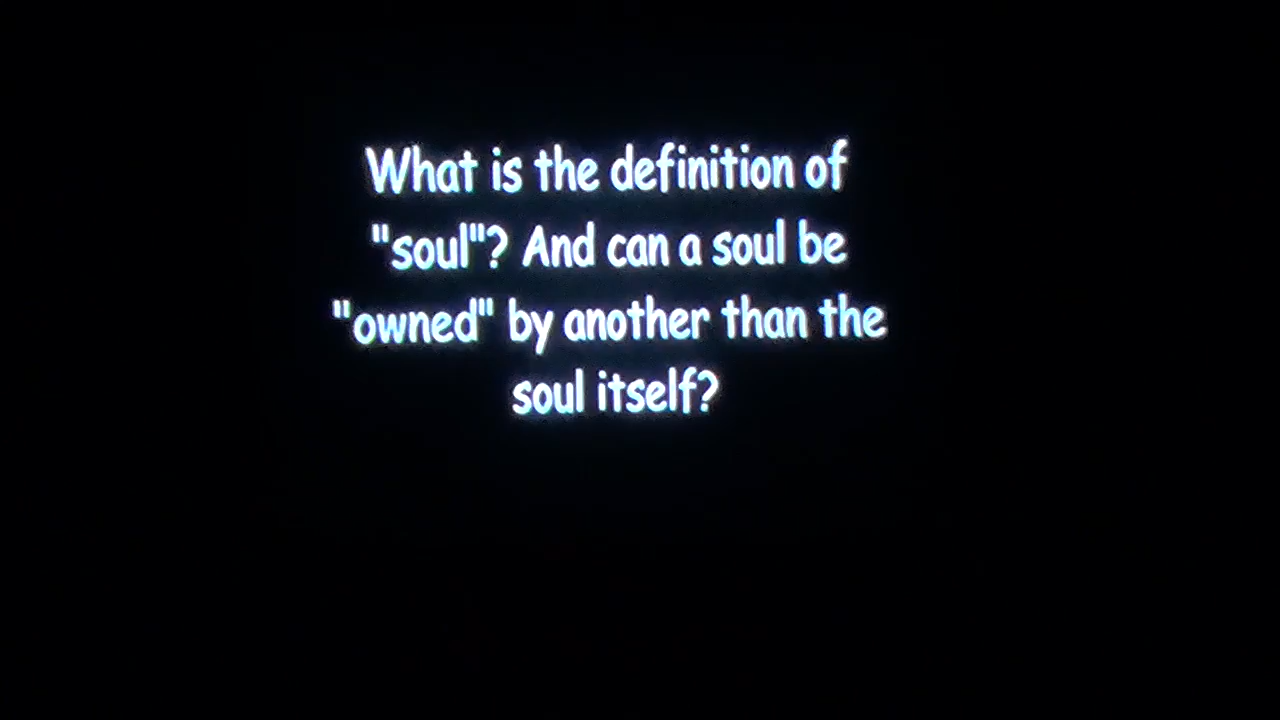 What is the definition of
"soul"? And can a soul be
"owned" by another than the
soul itself?